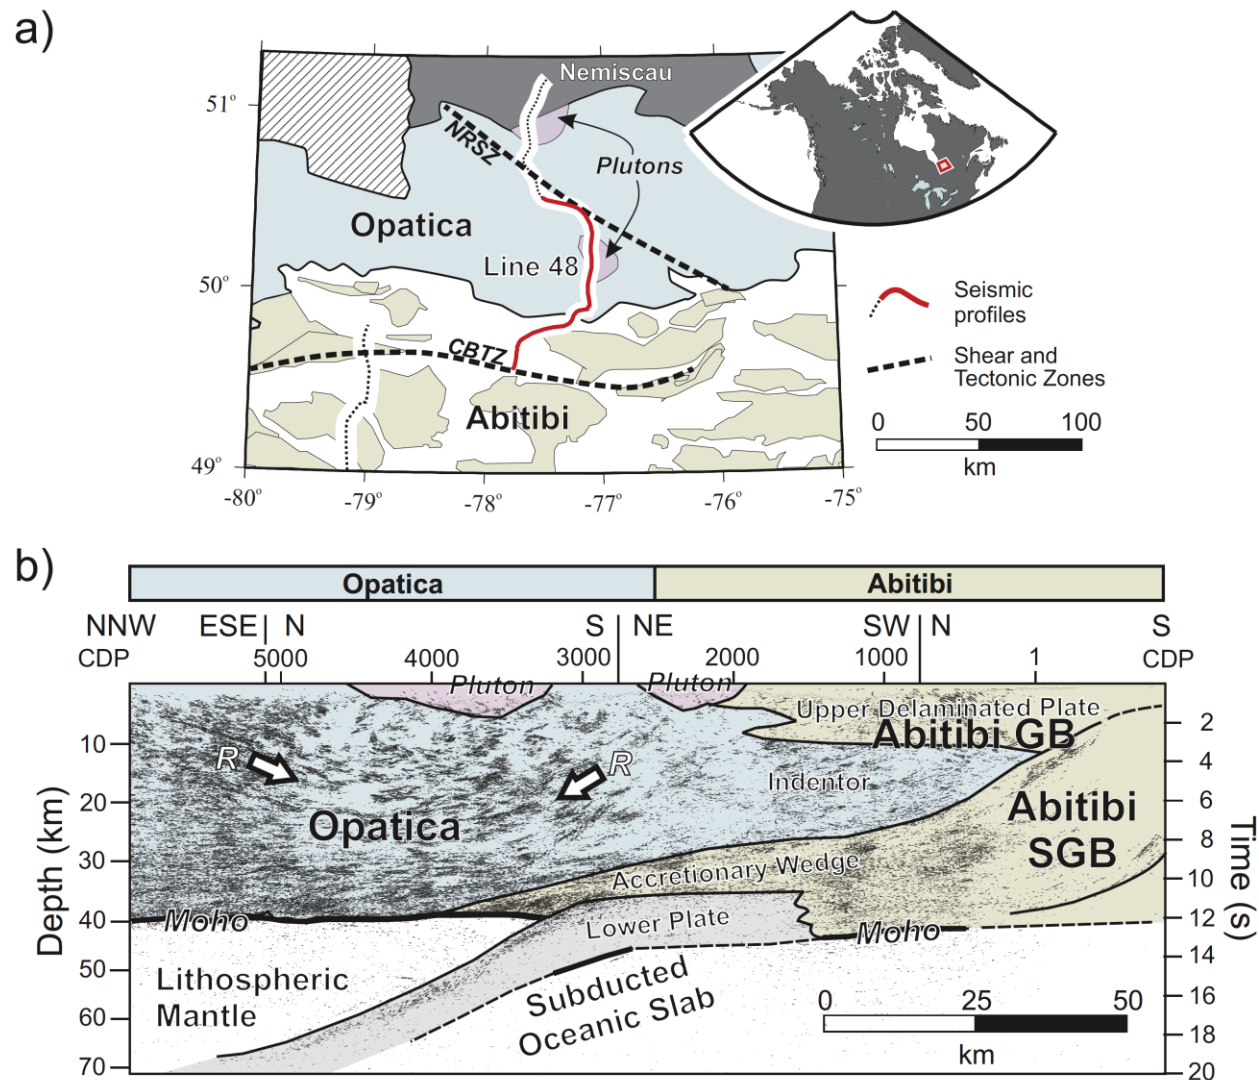 a)
Nemiscau
51°
NRSZ
Plutons
Opatica
Line 48
50°
Seismic
profiles
CBTZ
Shear and
Tectonic Zones
Abitibi
0 50 100
km
49°
-80° -79° -78° -77° -76° -75°
b)
Opatica Abitibi
NNW ESE N S NE SW N S
CDP 5000 4000 3000 2000 1000 1 CDP
Pluton Pluton
Upper Delaminated Plate
2
Abitibi GB
10
4
R R
Indentor
20
6
Opatica
Abitibi
SGB
8
30
Accretionary Wedge
10
40
Moho
Lower Plate
Moho
12
14
50
Lithospheric
Mantle
Subducted
Oceanic Slab
16
0 25 50
km
60
18
70
20
Depth (km)
Time (s)